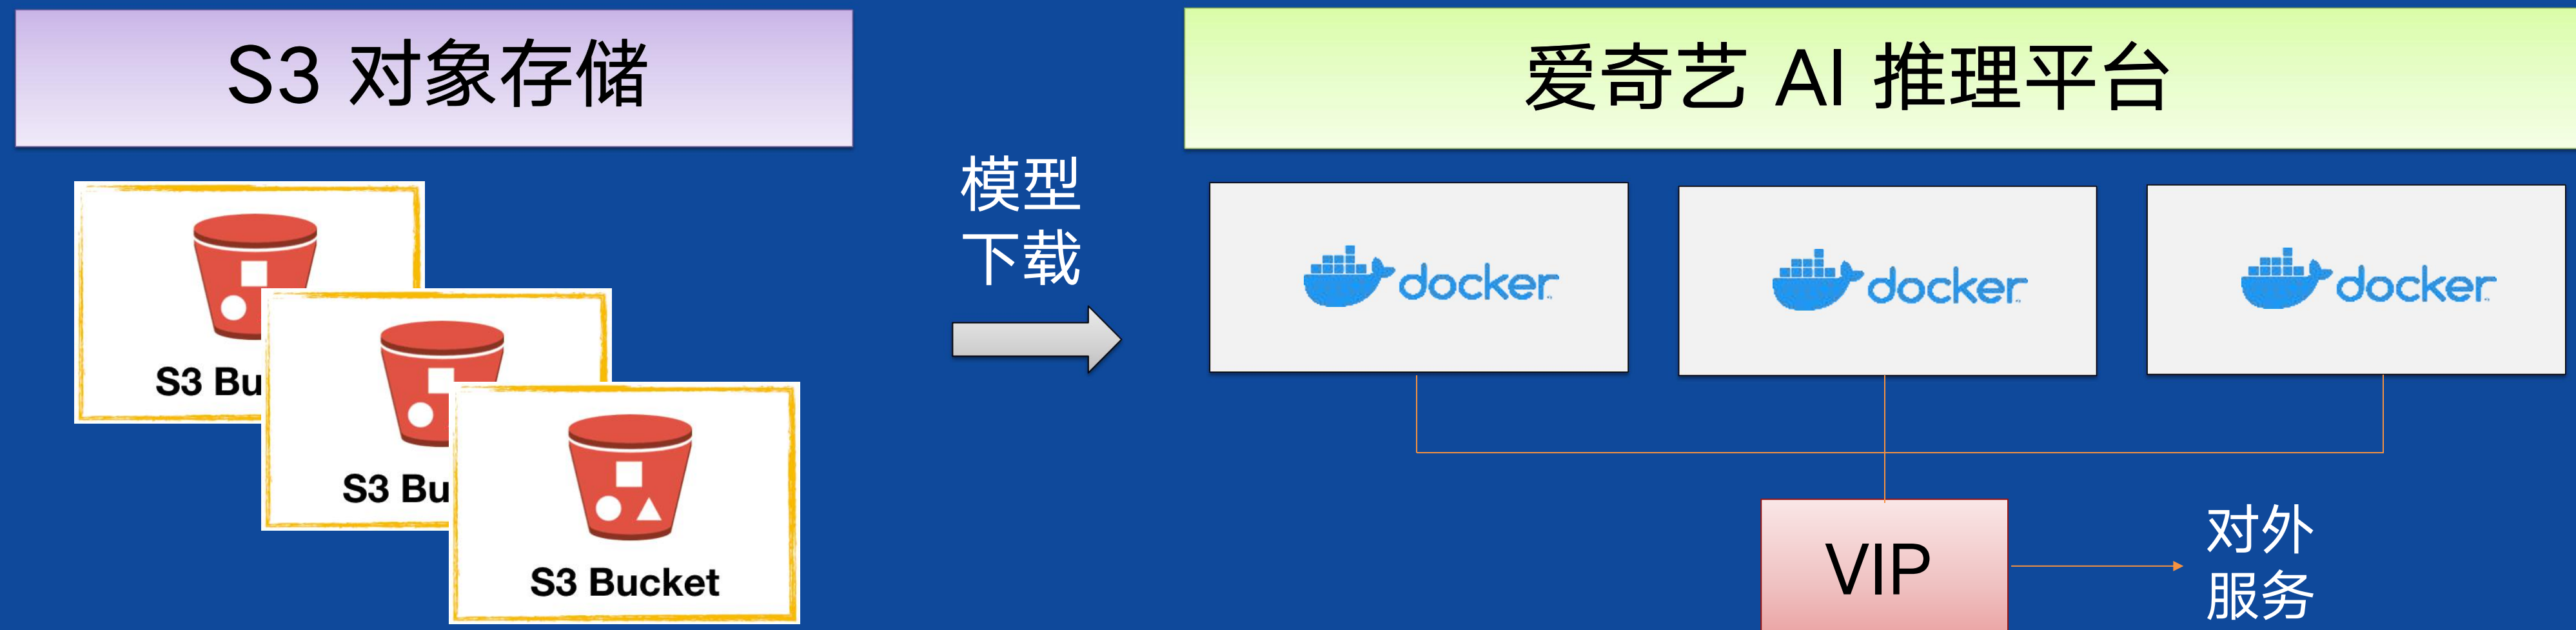 S3 对象存储
爱奇艺 AI 推理平台
模型
下载
docker
docker
docker
S3 Bu
S3 Bu
S3 Bucket
VIP
对外
服务